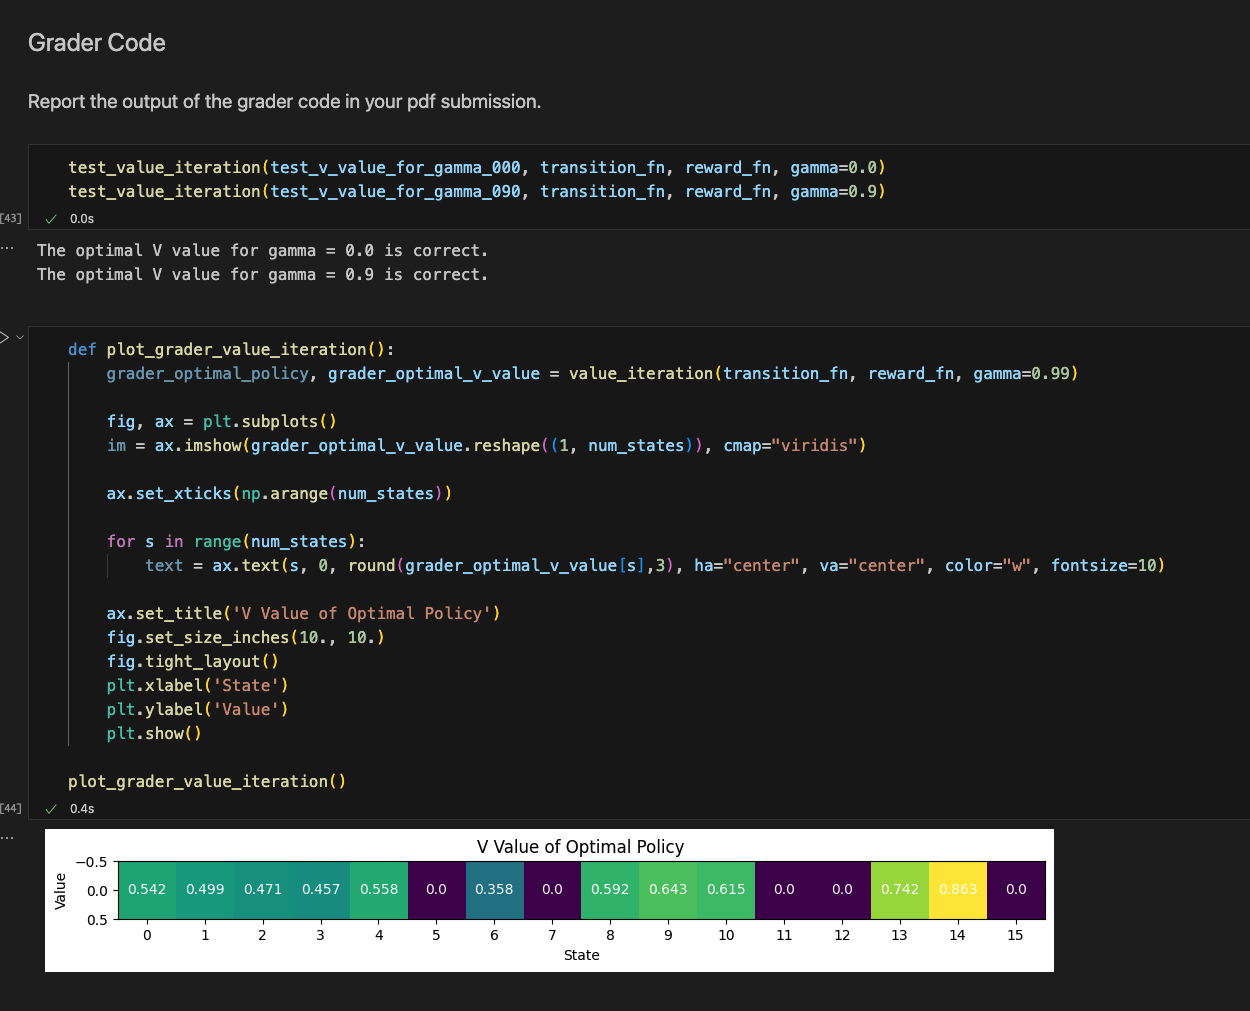 Grader Code
Report the output of the grader code in your pdf submission.
test_value_iteration(test_v_value_for_gamma_000, transition_fn, reward_fn, gamma=0.0)
test_value_iteration(test_v_value_for_gamma_090, transition_fn, reward_fn, gamma=0.9)
[43] ✓ 0.0s
... The optimal V value for gamma = 0.0 is correct.
The optimal V value for gamma = 0.9 is correct.
def plot_grader_value_iteration():
    grader_optimal_policy, grader_optimal_v_value = value_iteration(transition_fn, reward_fn, gamma=0.99)
    fig, ax = plt.subplots()
    im = ax.imshow(grader_optimal_v_value.reshape((1, num_states)), cmap="viridis")
    ax.set_xticks(np.arange(num_states))
    for s in range(num_states):
        text = ax.text(s, 0, round(grader_optimal_v_value[s],3), ha="center", va="center", color="w", fontsize=10)
    ax.set_title('V Value of Optimal Policy')
    fig.set_size_inches(10., 10.)
    fig.tight_layout()
    plt.xlabel('State')
    plt.ylabel('Value')
    plt.show()
plot_grader_value_iteration()
[44] ✓ 0.4s
...
V Value of Optimal Policy
Value
−0.5
0.0
0.5
0.542 0.499 0.471 0.457 0.558 0.0 0.358 0.0 0.592 0.643 0.615 0.0 0.0 0.742 0.863 0.0
0 1 2 3 4 5 6 7 8 9 10 11 12 13 14 15
State